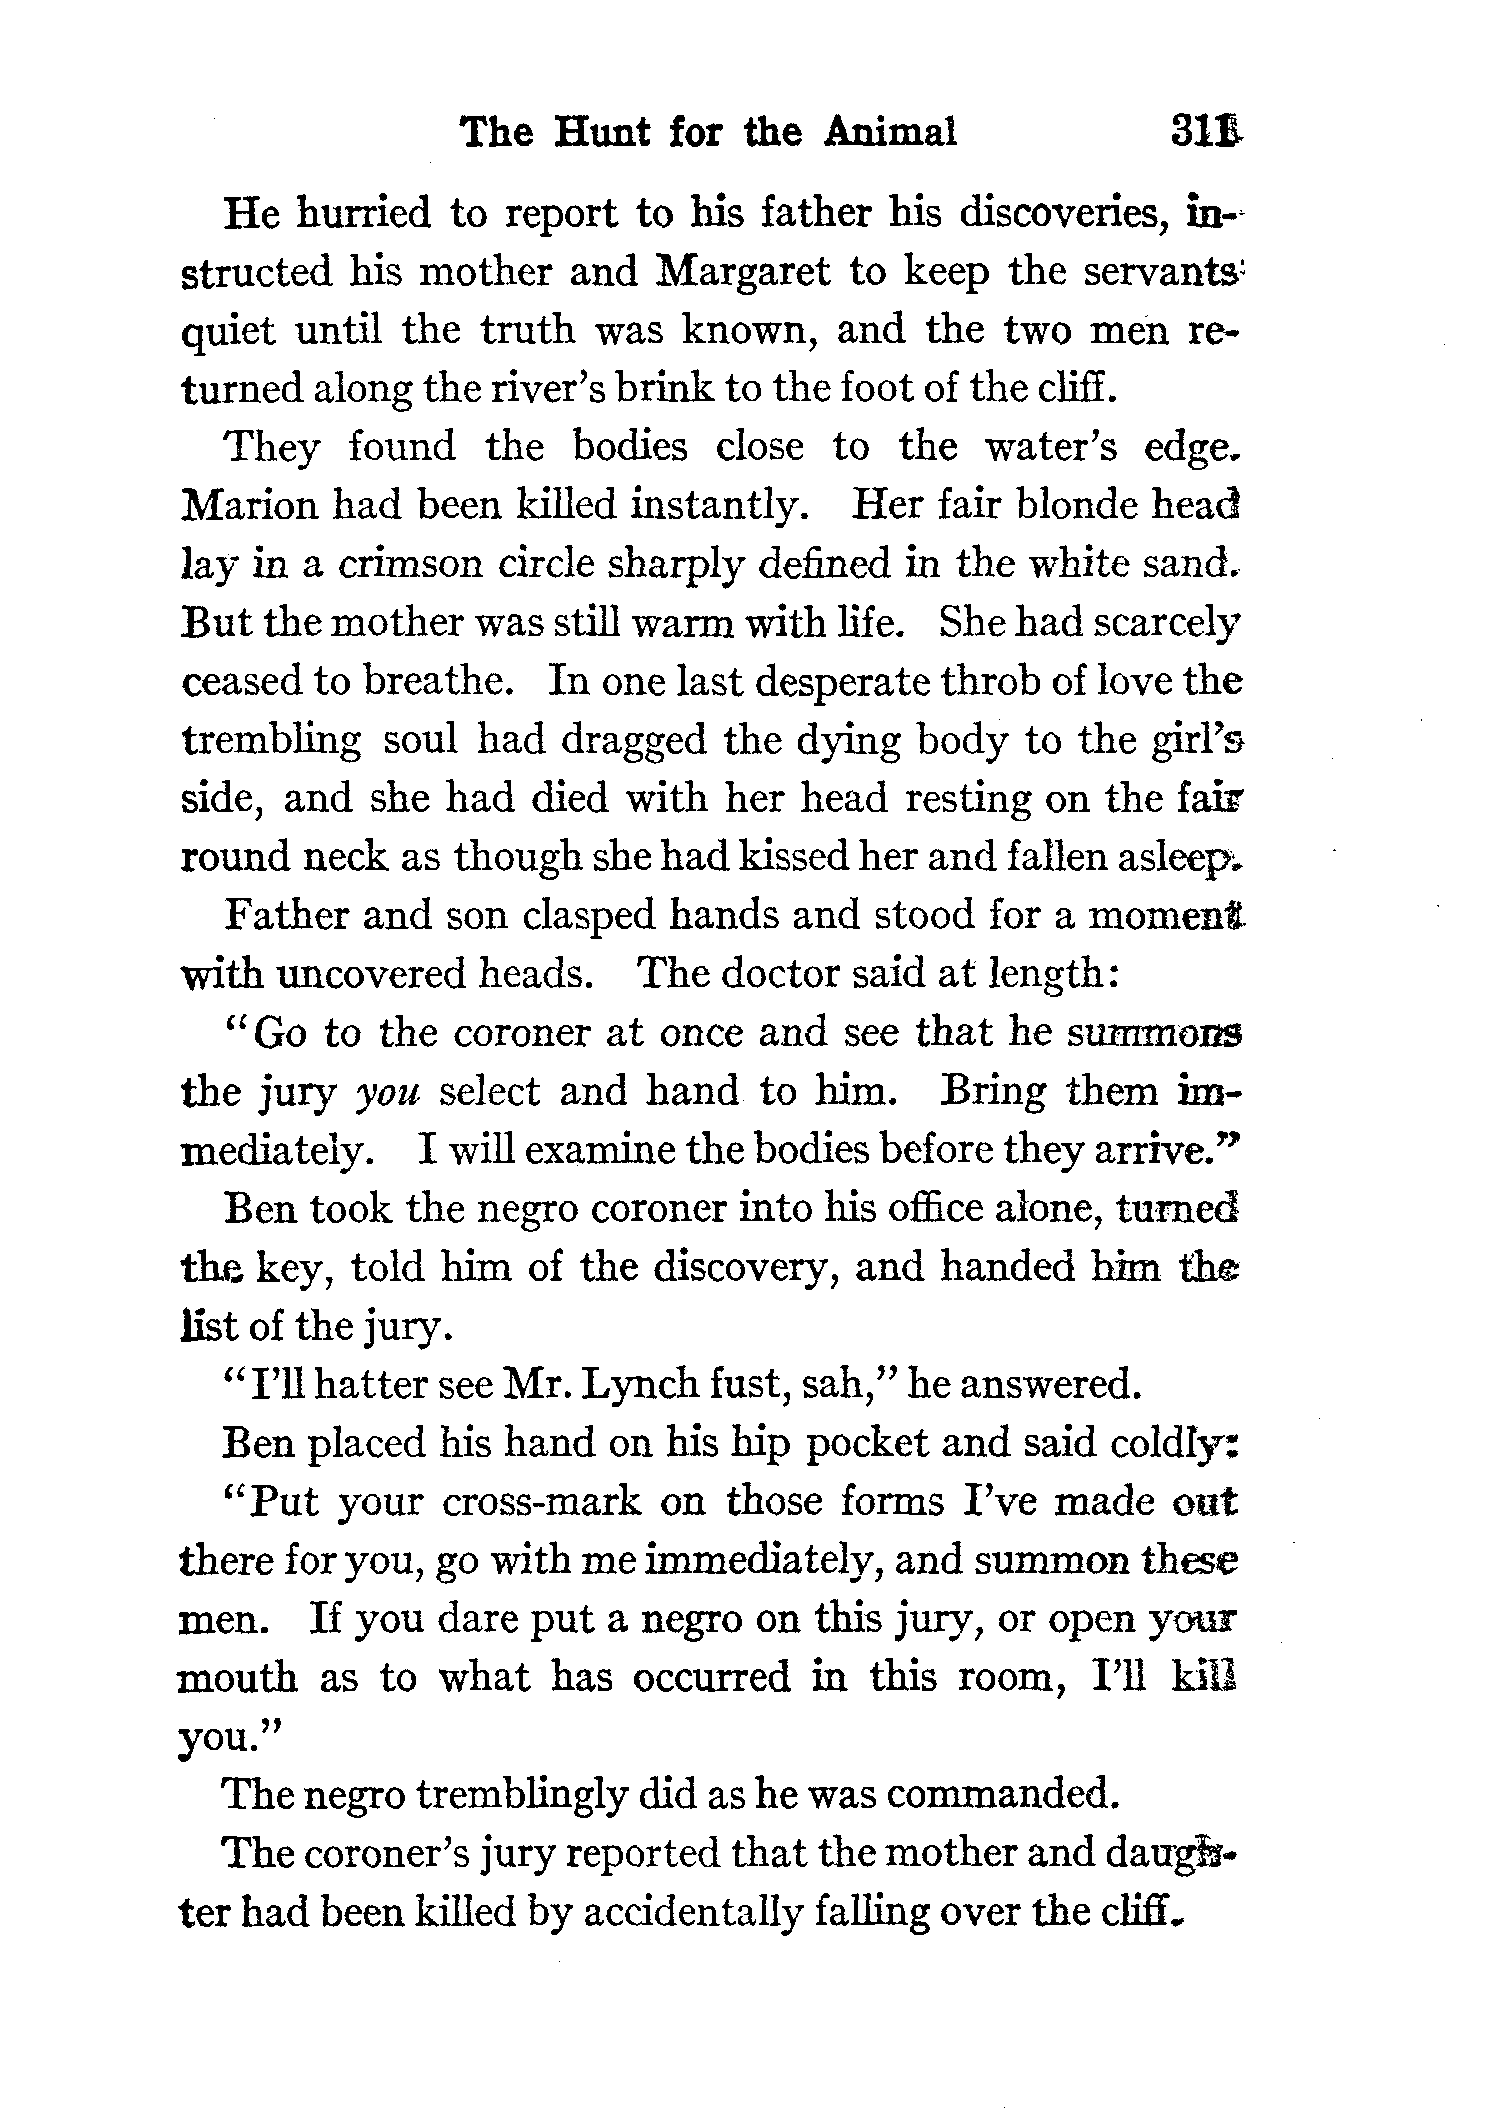 The Hunt for the Animal 311
He hurried to report to his father his discoveries, in-
structed his mother and Margaret to keep the servants
quiet until the truth was known, and the two men re-
turned along the river's brink to the foot of the cliff.
They found the bodies close to the water's edge.
Marion had been killed instantly. Her fair blonde head
lay in a crimson circle sharply defined in the white sand.
But the mother was still warm with life. She had scarcely
ceased to breathe. In one last desperate throb of love the
trembling soul had dragged the dying body to the girl's
side, and she had died with her head resting on the fair
round neck as though she had kissed her and fallen asleep.
Father and son clasped hands and stood for a moment
with uncovered heads. The doctor said at length:
"Go to the coroner at once and see that he summons
the jury you select and hand to him. Bring them im-
mediately. I will examine the bodies before they arrive."
Ben took the negro coroner into his office alone, turned
the key, told him of the discovery, and handed him the
list of the jury.
"I'll hatter see Mr. Lynch fust, sah," he answered.
Ben placed his hand on his hip pocket and said coldly:
"Put your cross-mark on those forms I've made out
there for you, go with me immediately, and summon these
men. If you dare put a negro on this jury, or open your
mouth as to what has occurred in this room, I'll kill
you."
The negro tremblingly did as he was commanded.
The coroner's jury reported that the mother and daugh-
ter had been killed by accidentally falling over the cliff.